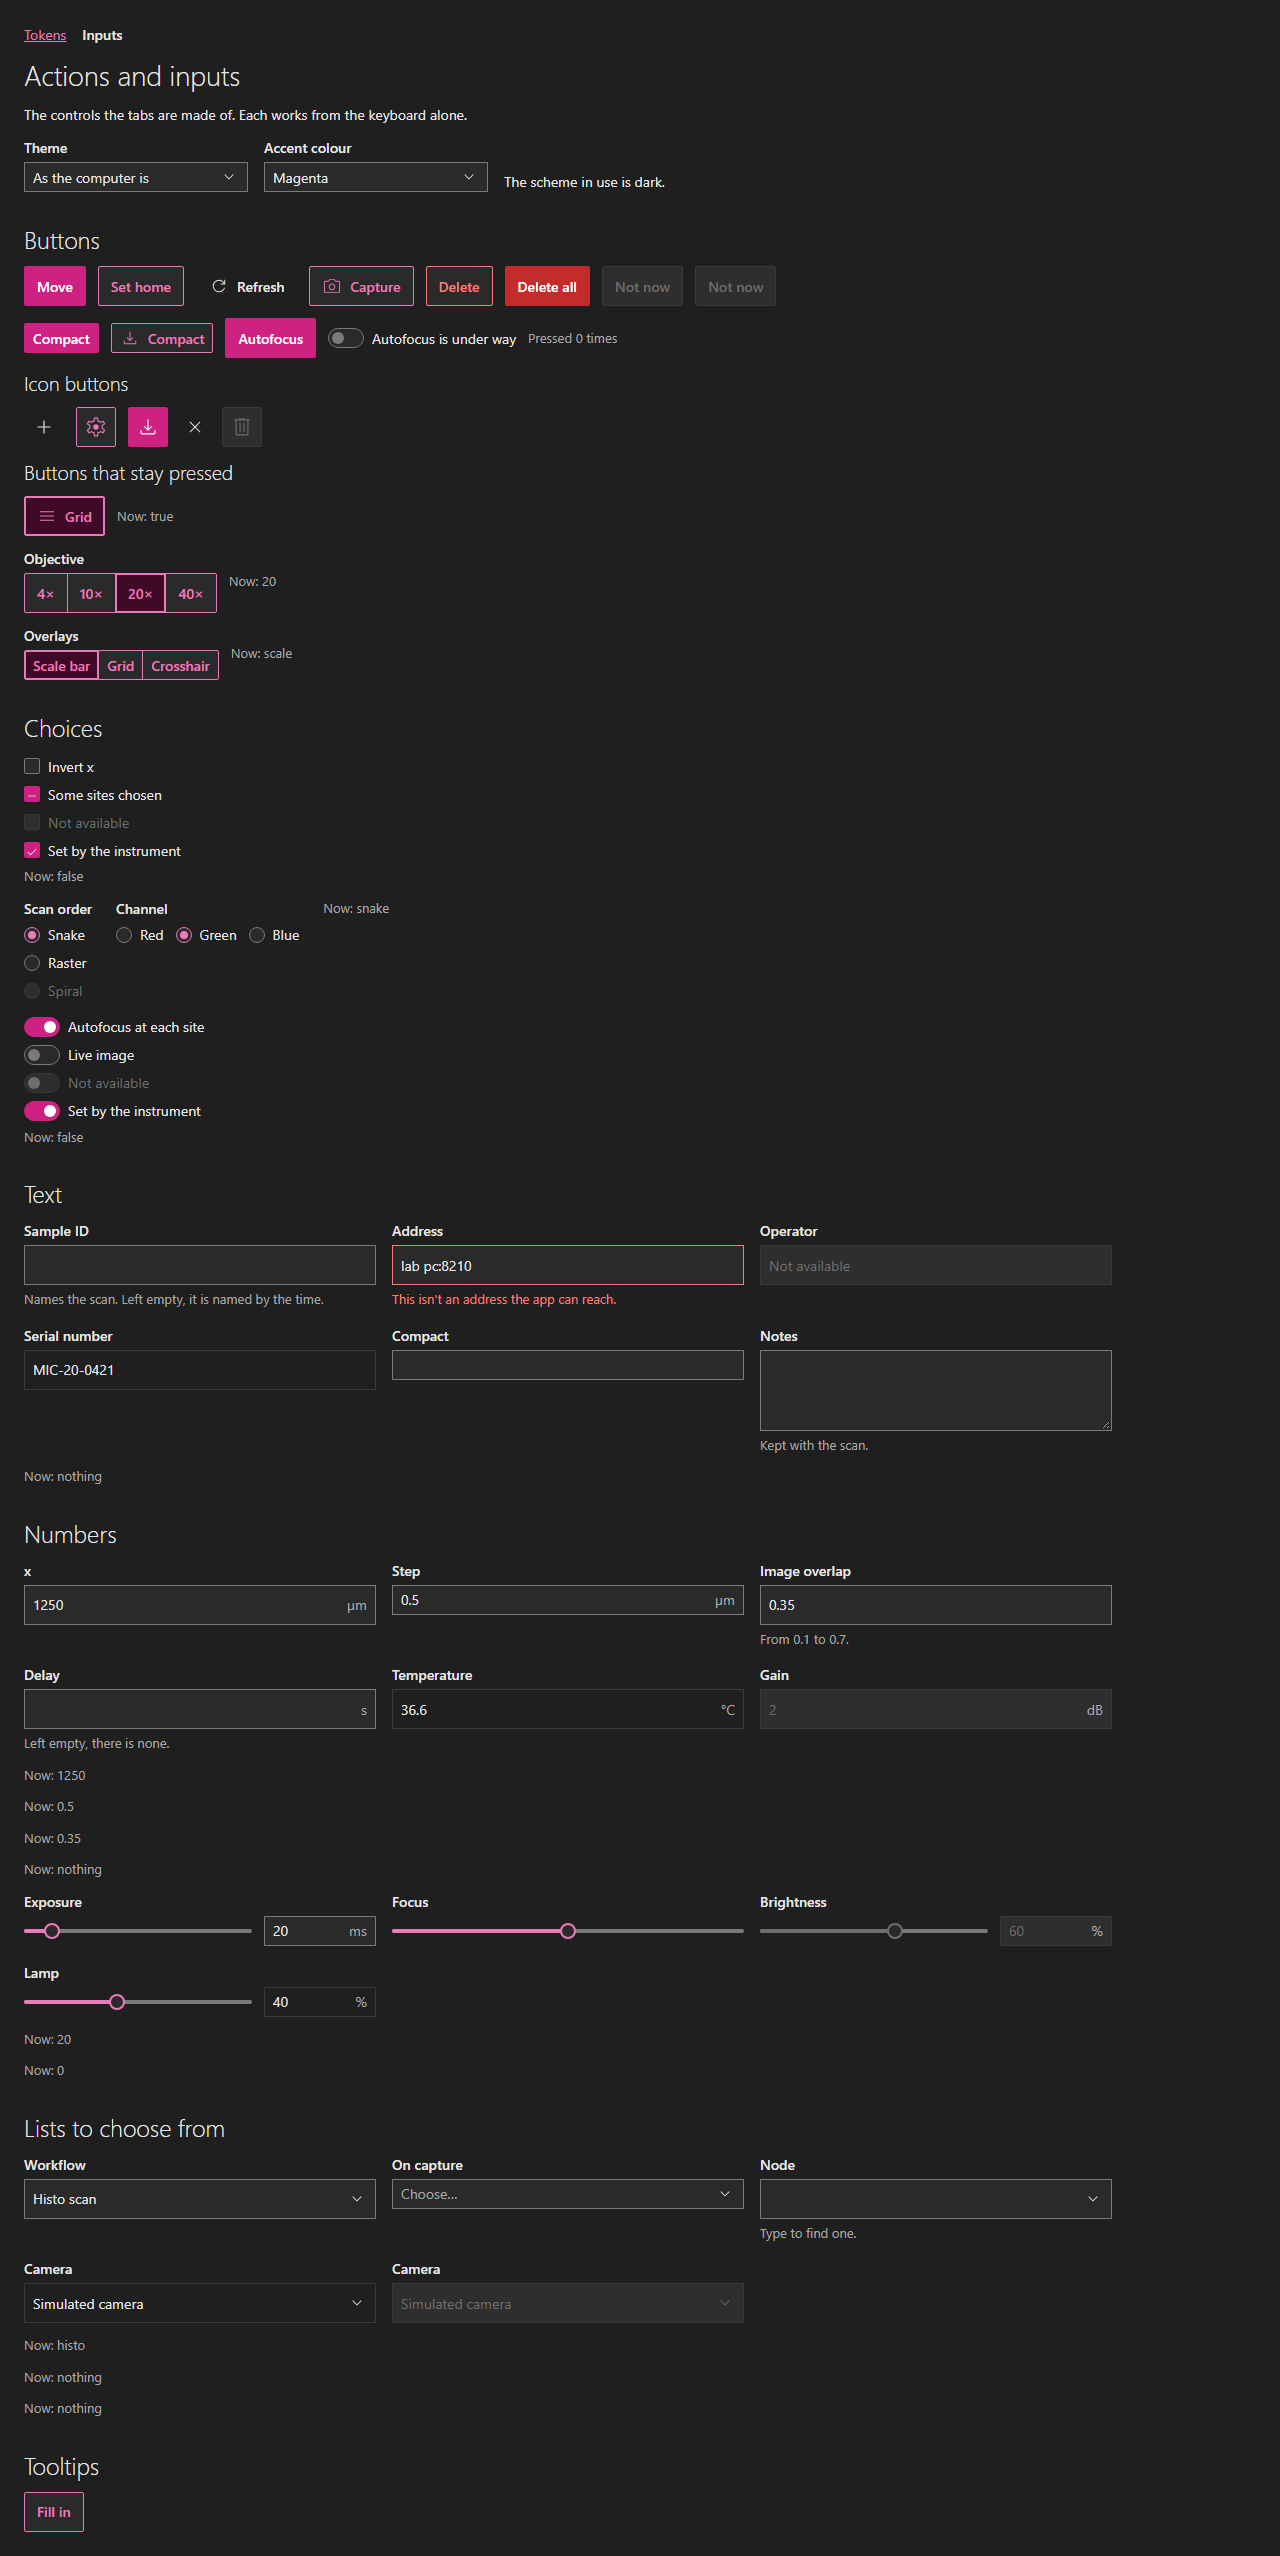 Tokens Inputs
Actions and inputs
The controls the tabs are made of. Each works from the keyboard alone.
Theme Accent colour
As the computer is Magenta The scheme in use is dark.
Buttons
Move Set home Refresh Capture Delete Delete all Not now Not now
Compact Compact Autofocus Autofocus is under way Pressed 0 times
Icon buttons
Buttons that stay pressed
Grid Now: true
Objective
4× 10× 20× 40× Now: 20
Overlays
Scale bar Grid Crosshair Now: scale
Choices
Invert x
Some sites chosen
Not available
Set by the instrument
Now: false
Scan order Channel Now: snake
Snake Red Green Blue
Raster
Spiral
Autofocus at each site
Live image
Not available
Set by the instrument
Now: false
Text
Sample ID Address Operator
lab pc:8210 Not available
Names the scan. Left empty, it is named by the time. This isn't an address the app can reach.
Serial number Compact Notes
MIC-20-0421
Kept with the scan.
Now: nothing
Numbers
x Step Image overlap
1250 µm 0.5 µm 0.35
From 0.1 to 0.7.
Delay Temperature Gain
s 36.6 °C 2 dB
Left empty, there is none.
Now: 1250
Now: 0.5
Now: 0.35
Now: nothing
Exposure Focus Brightness
20 ms 60 %
Lamp
40 %
Now: 20
Now: 0
Lists to choose from
Workflow On capture Node
Histo scan Choose...
Type to find one.
Camera Camera
Simulated camera Simulated camera
Now: histo
Now: nothing
Now: nothing
Tooltips
Fill in